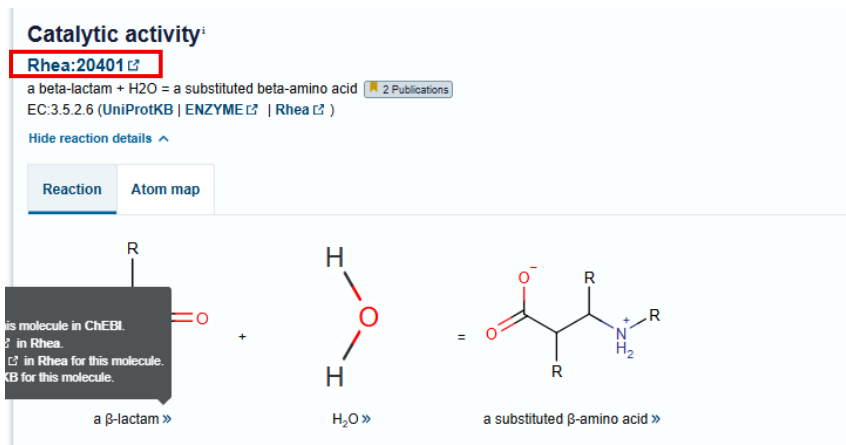 Catalytic activityⁱ
Rhea:20401
a beta-lactam + H2O = a substituted beta-amino acid 2 Publications
EC:3.5.2.6 (UniProtKB | ENZYME | Rhea )
Hide reaction details
Reaction Atom map
R
O
+
H
O
H
=
O⁻
O
R
R
N⁺
H₂
R
is molecule in ChEBI.
in Rhea.
in Rhea for this molecule.
KB for this molecule.
a β-lactam » H₂O » a substituted β-amino acid »